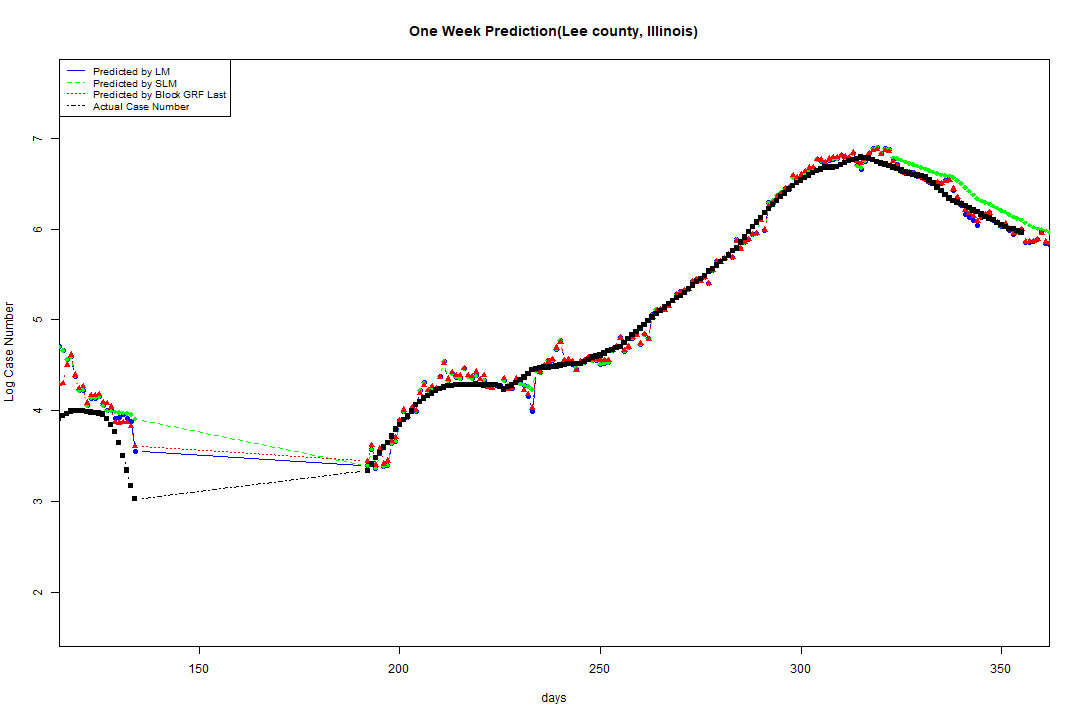 One Week Prediction(Lee county, Illinois)
Predicted by LM
Predicted by SLM
Predicted by Block GRF Last
Actual Case Number
7
6
5
4
3
2
Log Case Number
150
200
250
300
350
days